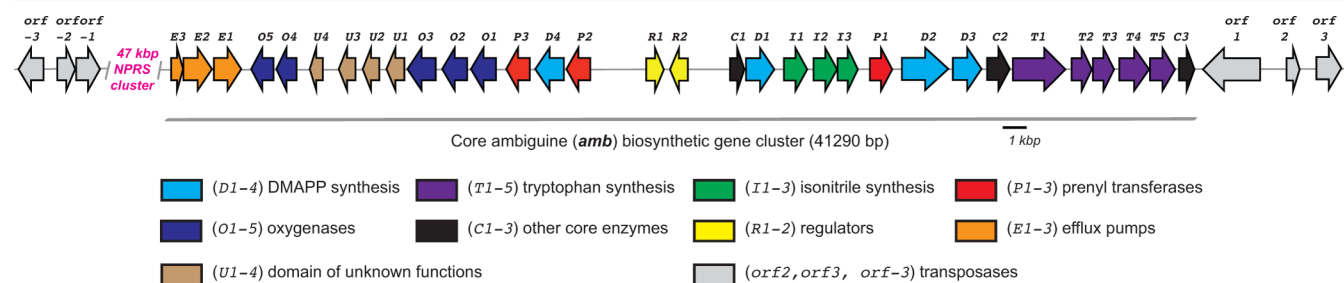 orf orf orf
-3 -2 -1
47 kbp
NPRS
cluster
E3 E2 E1 O5 O4 U4 U3 U2 U1 O3 O2 O1 P3 D4 P2 R1 R2 C1 D1 I1 I2 I3 P1 D2 D3 C2 T1 T2 T3 T4 T5 C3
orf orf orf
1 2 3
Core ambiguine (amb) biosynthetic gene cluster (41290 bp)
1 kbp
(D1-4) DMAPP synthesis (T1-5) tryptophan synthesis (I1-3) isonitrile synthesis (P1-3) prenyl transferases
(O1-5) oxygenases (C1-3) other core enzymes (R1-2) regulators (E1-3) efflux pumps
(U1-4) domain of unknown functions (orf2,orf3, orf-3) transposases